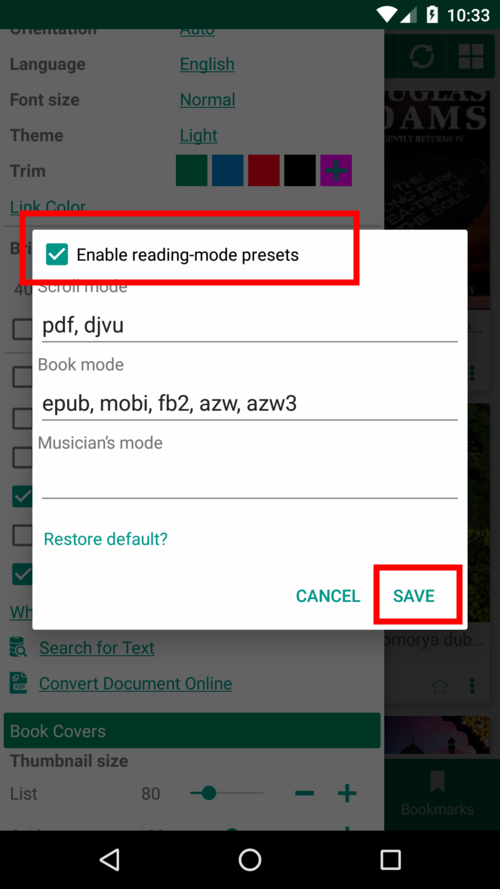 10:33
Orientation Auto
Language English
Font size Normal
Theme Light
Trim
Link Color
DOUGLAS
ADAMS
Enable reading-mode presets
Scroll mode
pdf, djvu
Book mode
epub, mobi, fb2, azw, azw3
Musician's mode
Restore default?
CANCEL SAVE
Search for Text
Convert Document Online
omorya dub...
Book Covers
Thumbnail size
List 80
Bookmarks